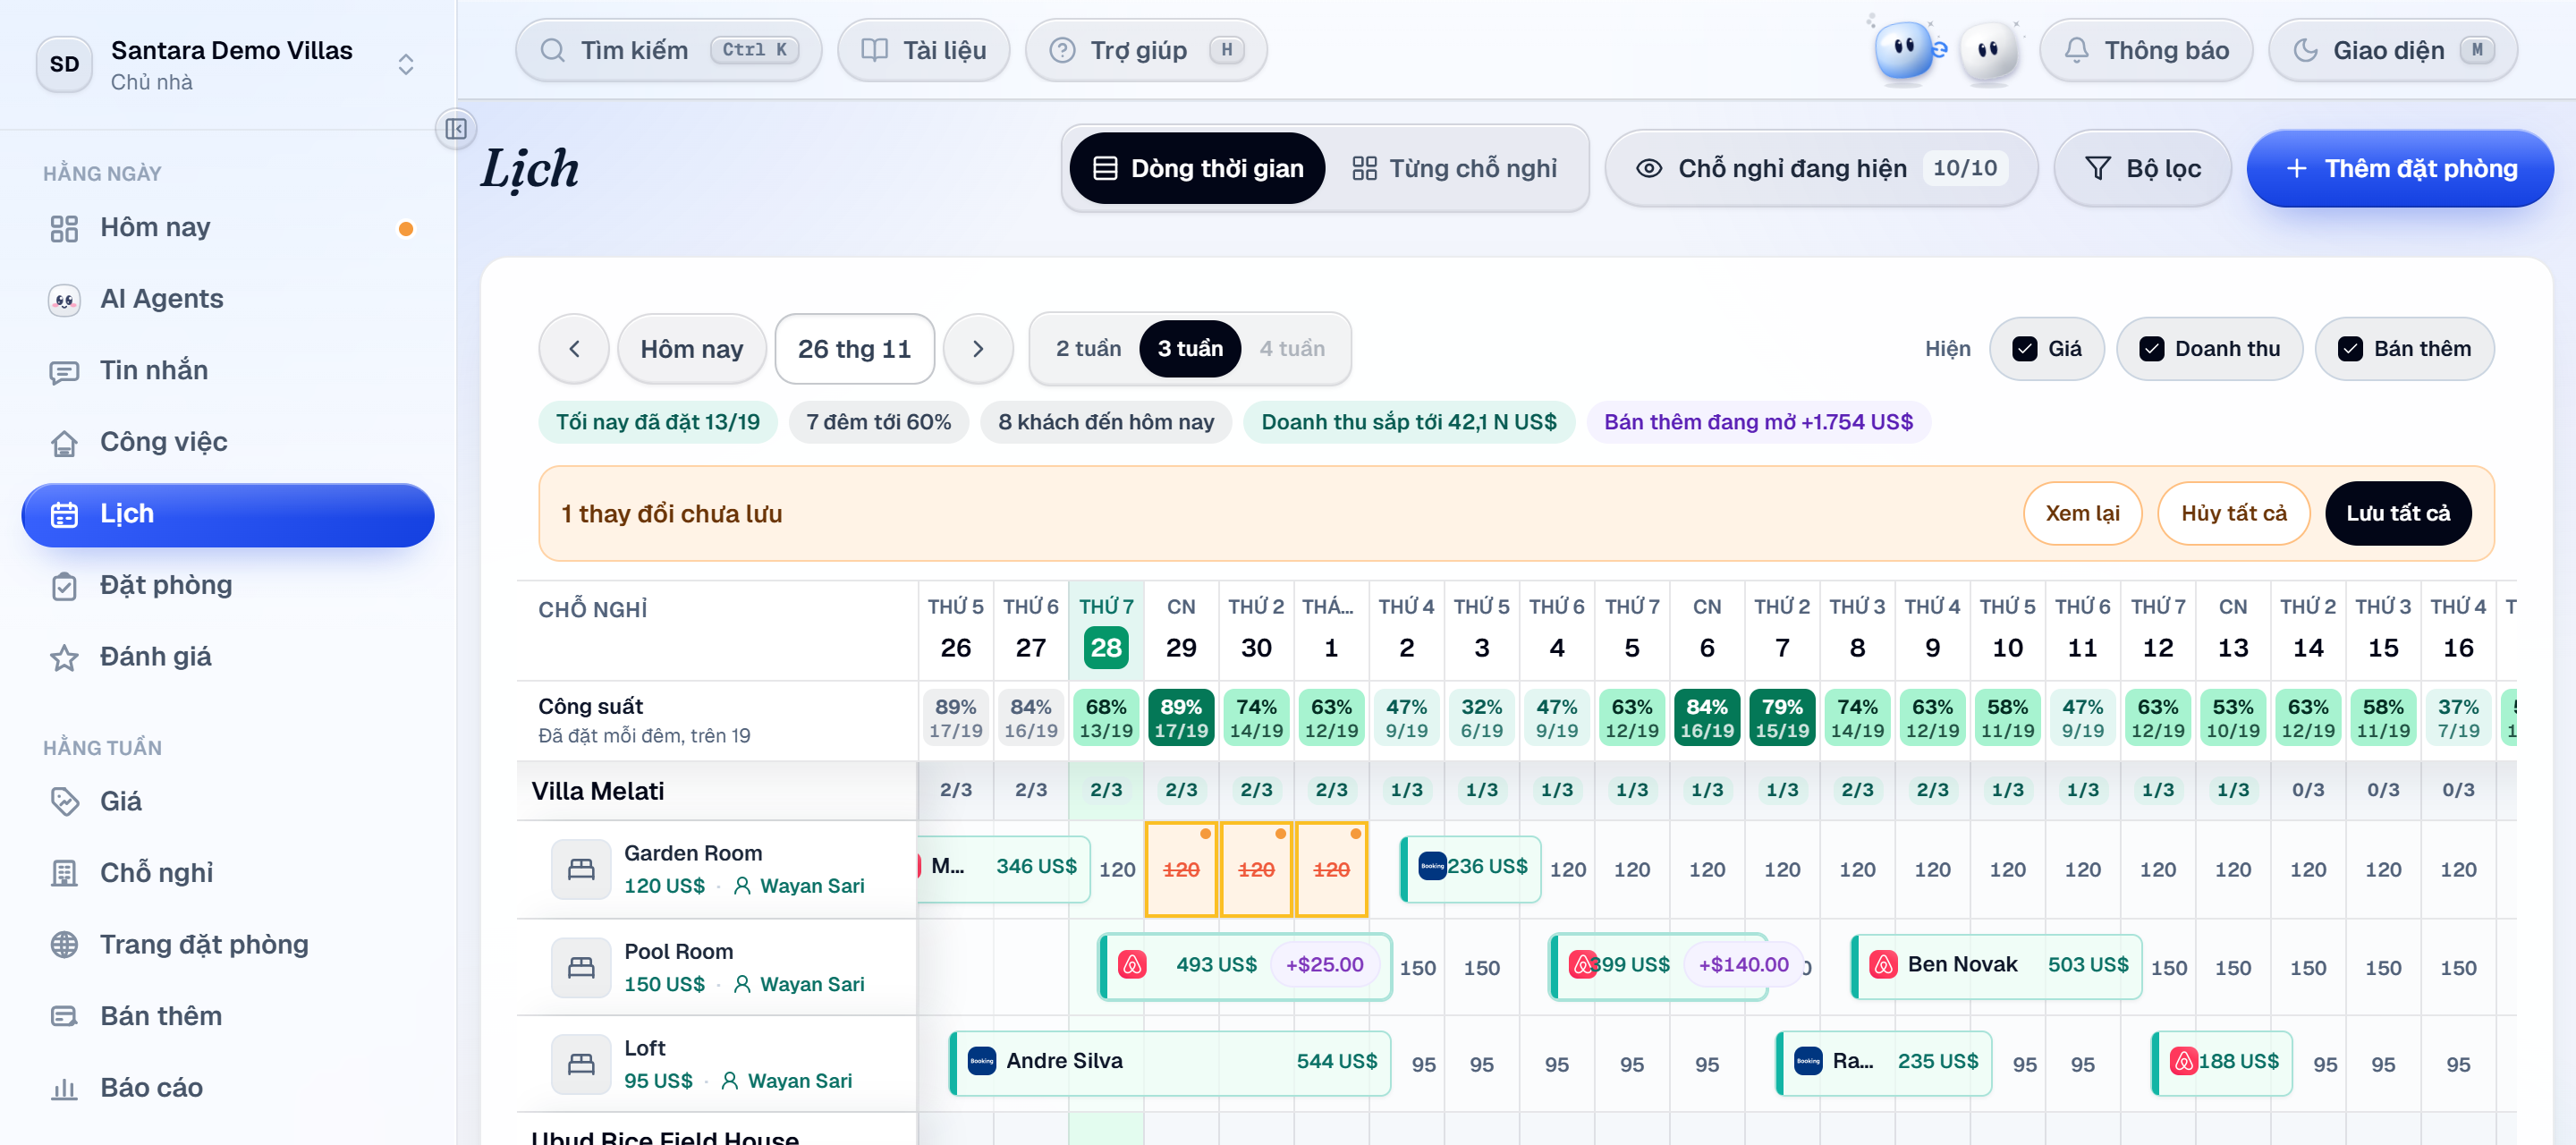 SD
Santara Demo Villas
Chủ nhà
Tìm kiếm Ctrl K
Tài liệu
Trợ giúp H
Thông báo
Giao diện M
HẰNG NGÀY
Hôm nay
AI Agents
Tin nhắn
Công việc
Lịch
Đặt phòng
Đánh giá
HẰNG TUẦN
Giá
Chỗ nghỉ
Trang đặt phòng
Bán thêm
Báo cáo
Lịch
Dòng thời gian
Từng chỗ nghỉ
Chỗ nghỉ đang hiện 10/10
Bộ lọc
Thêm đặt phòng
Hôm nay
26 thg 11
2 tuần 3 tuần 4 tuần
Hiện
Giá
Doanh thu
Bán thêm
Tối nay đã đặt 13/19
7 đêm tới 60%
8 khách đến hôm nay
Doanh thu sắp tới 42,1 N US$
Bán thêm đang mở +1.754 US$
1 thay đổi chưa lưu
Xem lại
Hủy tất cả
Lưu tất cả
CHỖ NGHỈ
THỨ 5 THỨ 6 THỨ 7 CN THỨ 2 THÁ... THỨ 4 THỨ 5 THỨ 6 THỨ 7 CN THỨ 2 THỨ 3 THỨ 4 THỨ 5 THỨ 6 THỨ 7 CN THỨ 2 THỨ 3 THỨ 4
26 27 28 29 30 1 2 3 4 5 6 7 8 9 10 11 12 13 14 15 16
Công suất
Đã đặt mỗi đêm, trên 19
89% 84% 68% 89% 74% 63% 47% 32% 47% 63% 84% 79% 74% 63% 58% 47% 63% 53% 63% 58% 37%
17/19 16/19 13/19 17/19 14/19 12/19 9/19 6/19 9/19 12/19 16/19 15/19 14/19 12/19 11/19 9/19 12/19 10/19 12/19 11/19 7/19
Villa Melati
2/3 2/3 2/3 2/3 2/3 2/3 1/3 1/3 1/3 1/3 1/3 1/3 2/3 2/3 1/3 1/3 1/3 1/3 0/3 0/3 0/3
Garden Room
120 US$ · Wayan Sari
M... 346 US$ 120 120 120 120 Booking 236 US$ 120 120 120 120 120 120 120 120 120 120 120 120 120
Pool Room
150 US$ · Wayan Sari
493 US$ +$25.00 150 150 399 US$ +$140.00 Ben Novak 503 US$ 150 150 150 150 150
Loft
95 US$ · Wayan Sari
Booking Andre Silva 544 US$ 95 95 95 95 95 Booking Ra... 235 US$ 95 95 188 US$ 95 95 95
Ubud Rice Field House